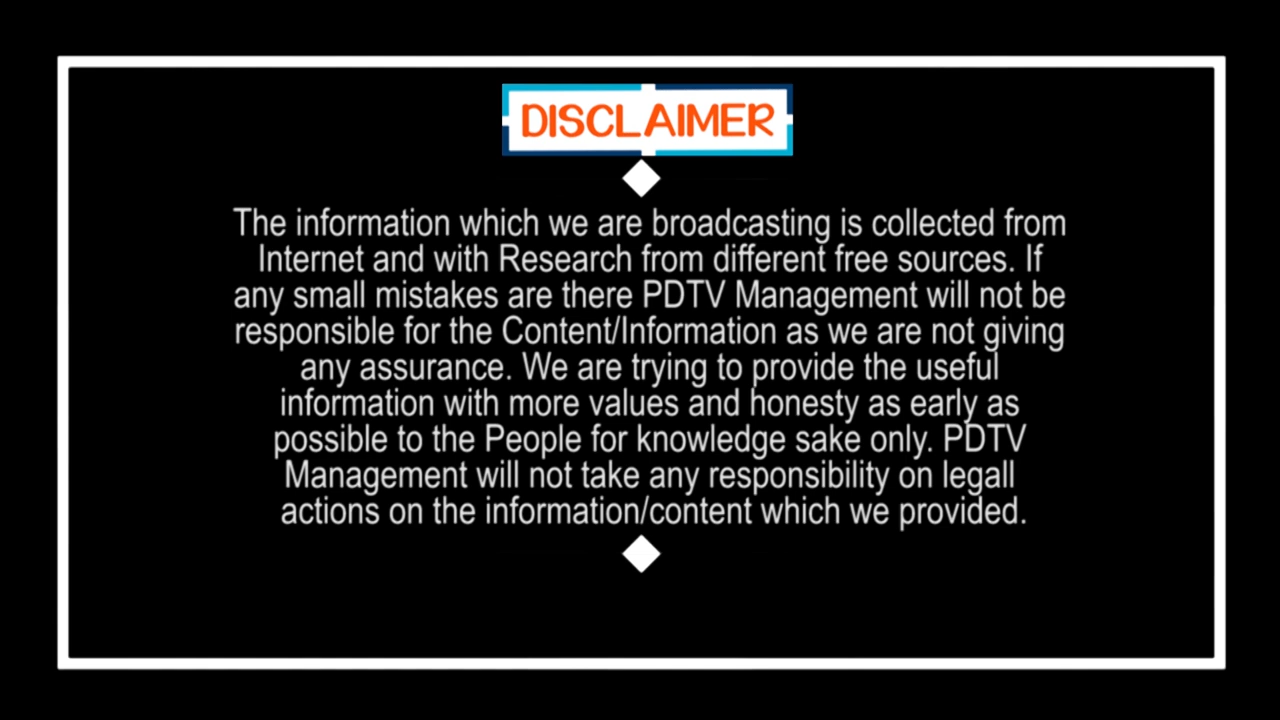 DISCLAIMER
The information which we are broadcasting is collected from
Internet and with Research from different free sources. If
any small mistakes are there PDTV Management will not be
responsible for the Content/Information as we are not giving
any assurance. We are trying to provide the useful
information with more values and honesty as early as
possible to the People for knowledge sake only. PDTV
Management will not take any responsibility on legall
actions on the information/content which we provided.